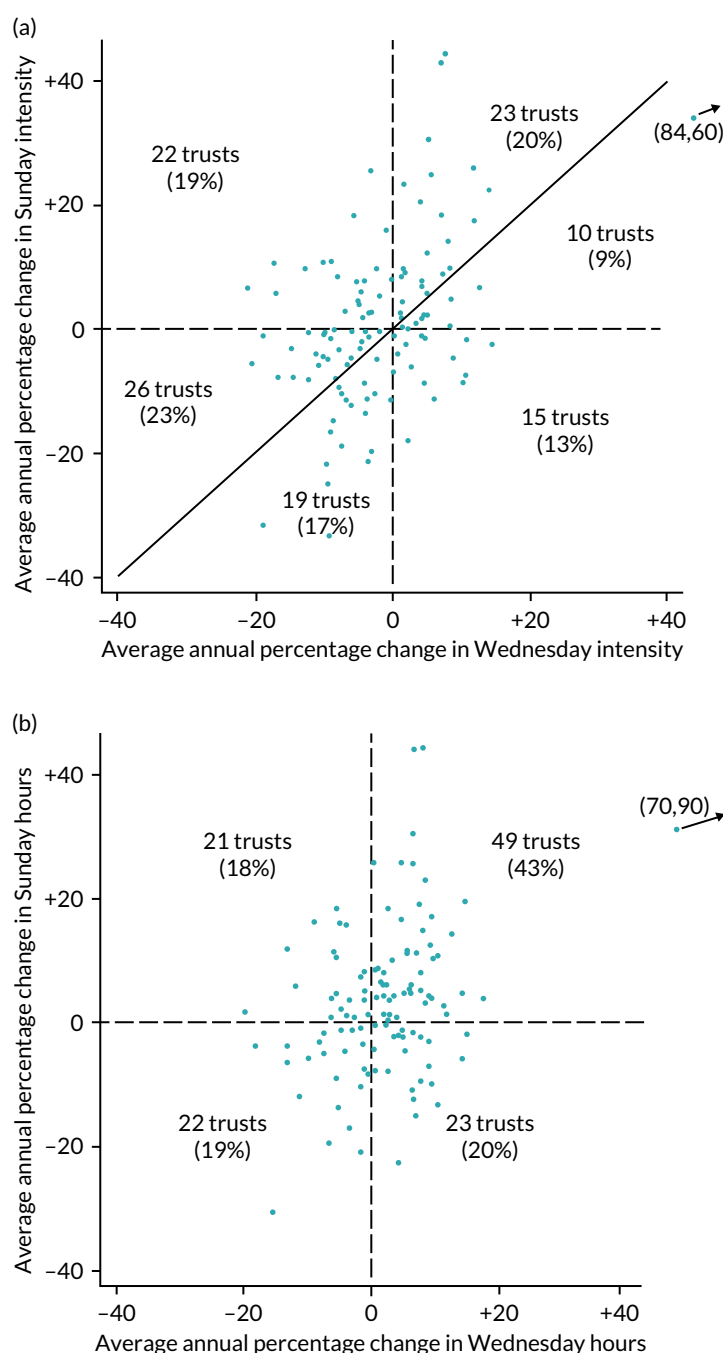 (a)
Average annual percentage change in Sunday intensity
+40
+20
0
−20
−40
22 trusts
(19%)
23 trusts
(20%)
(84,60)
10 trusts
(9%)
26 trusts
(23%)
15 trusts
(13%)
19 trusts
(17%)
−40
−20
0
+20
+40
Average annual percentage change in Wednesday intensity
(b)
Average annual percentage change in Sunday hours
+40
+20
0
−20
−40
(70,90)
21 trusts
(18%)
49 trusts
(43%)
22 trusts
(19%)
23 trusts
(20%)
−40
−20
0
+20
+40
Average annual percentage change in Wednesday hours